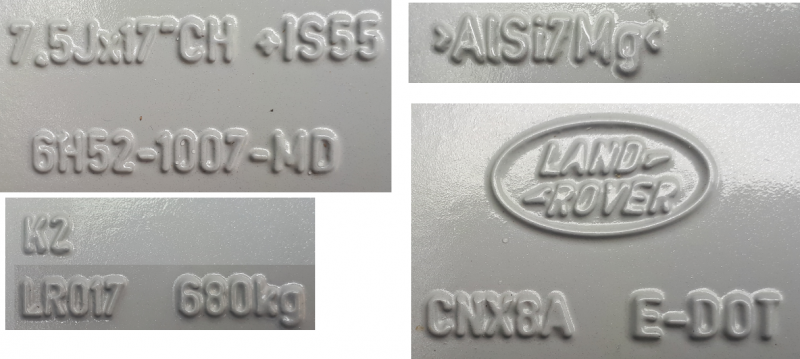 7.5Jx17"CH →IS55
6H52-1007-MD
K2
LR017 680kg
>AlSi7Mg<
LAND-
-ROVER
CNX8A E-DOT